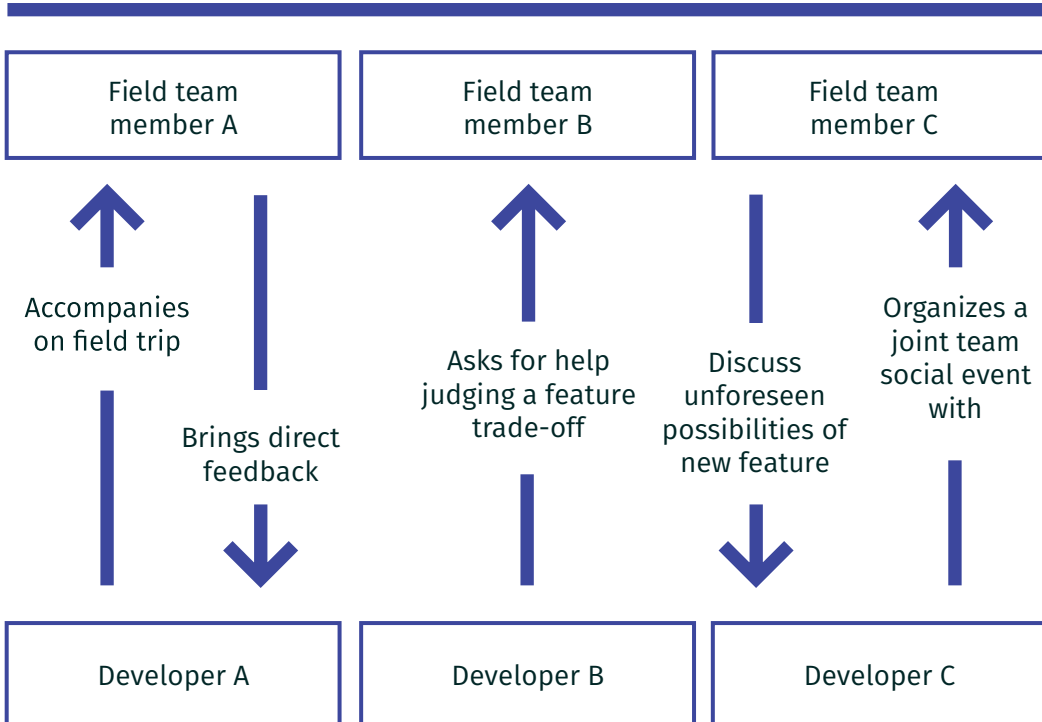 Field team
member A
Field team
member B
Field team
member C
Accompanies
on field trip
Brings direct
feedback
Asks for help
judging a feature
trade-off
Discuss
unforeseen
possibilities of
new feature
Organizes a
joint team
social event
with
Developer A
Developer B
Developer C